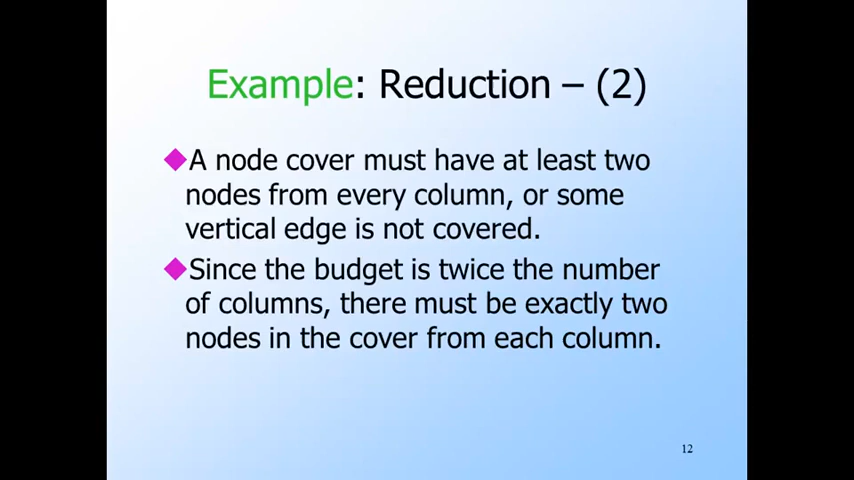 Example: Reduction – (2)
◆A node cover must have at least two
nodes from every column, or some
vertical edge is not covered.
◆Since the budget is twice the number
of columns, there must be exactly two
nodes in the cover from each column.
12